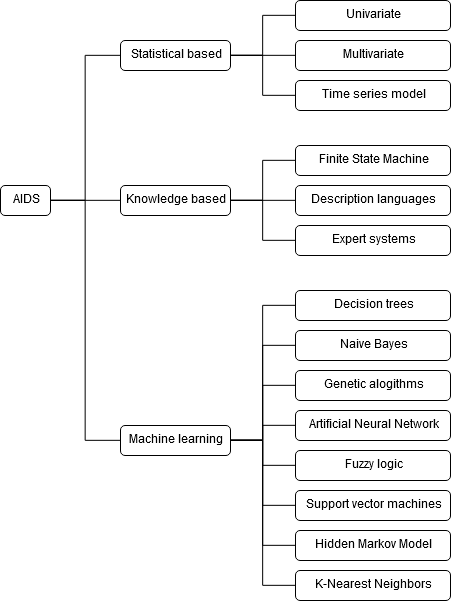 AIDS
Statistical based
Univariate
Multivariate
Time series model
Knowledge based
Finite State Machine
Description languages
Expert systems
Machine learning
Decision trees
Naive Bayes
Genetic alogithms
Artificial Neural Network
Fuzzy logic
Support vector machines
Hidden Markov Model
K-Nearest Neighbors